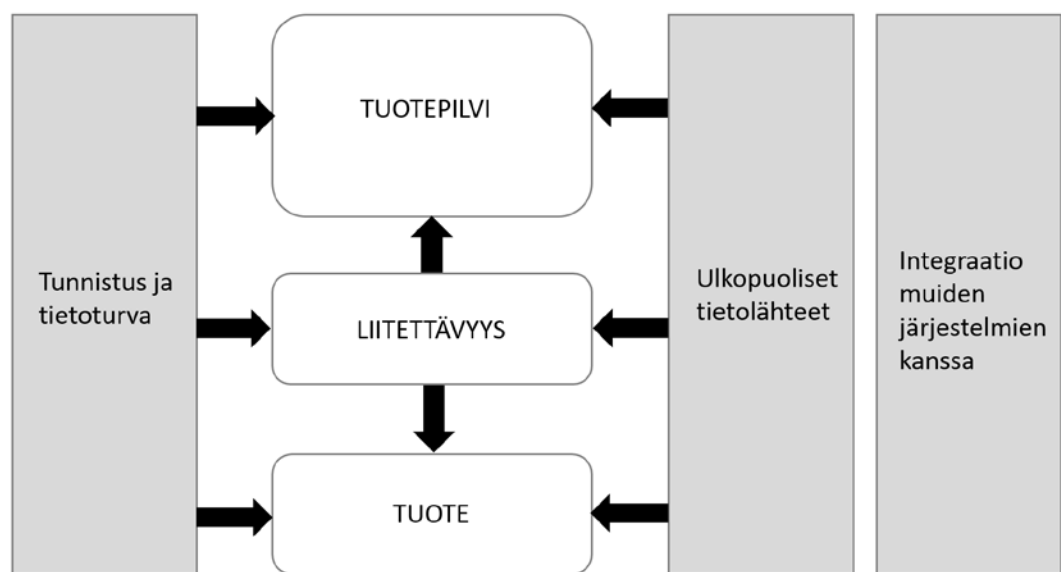 TUOTEPILVI
Tunnistus ja
tietoturva
LIITETTÄVYYS
TUOTE
Ulkopuoliset
tietolähteet
Integraatio
muiden
järjestelmien
kanssa